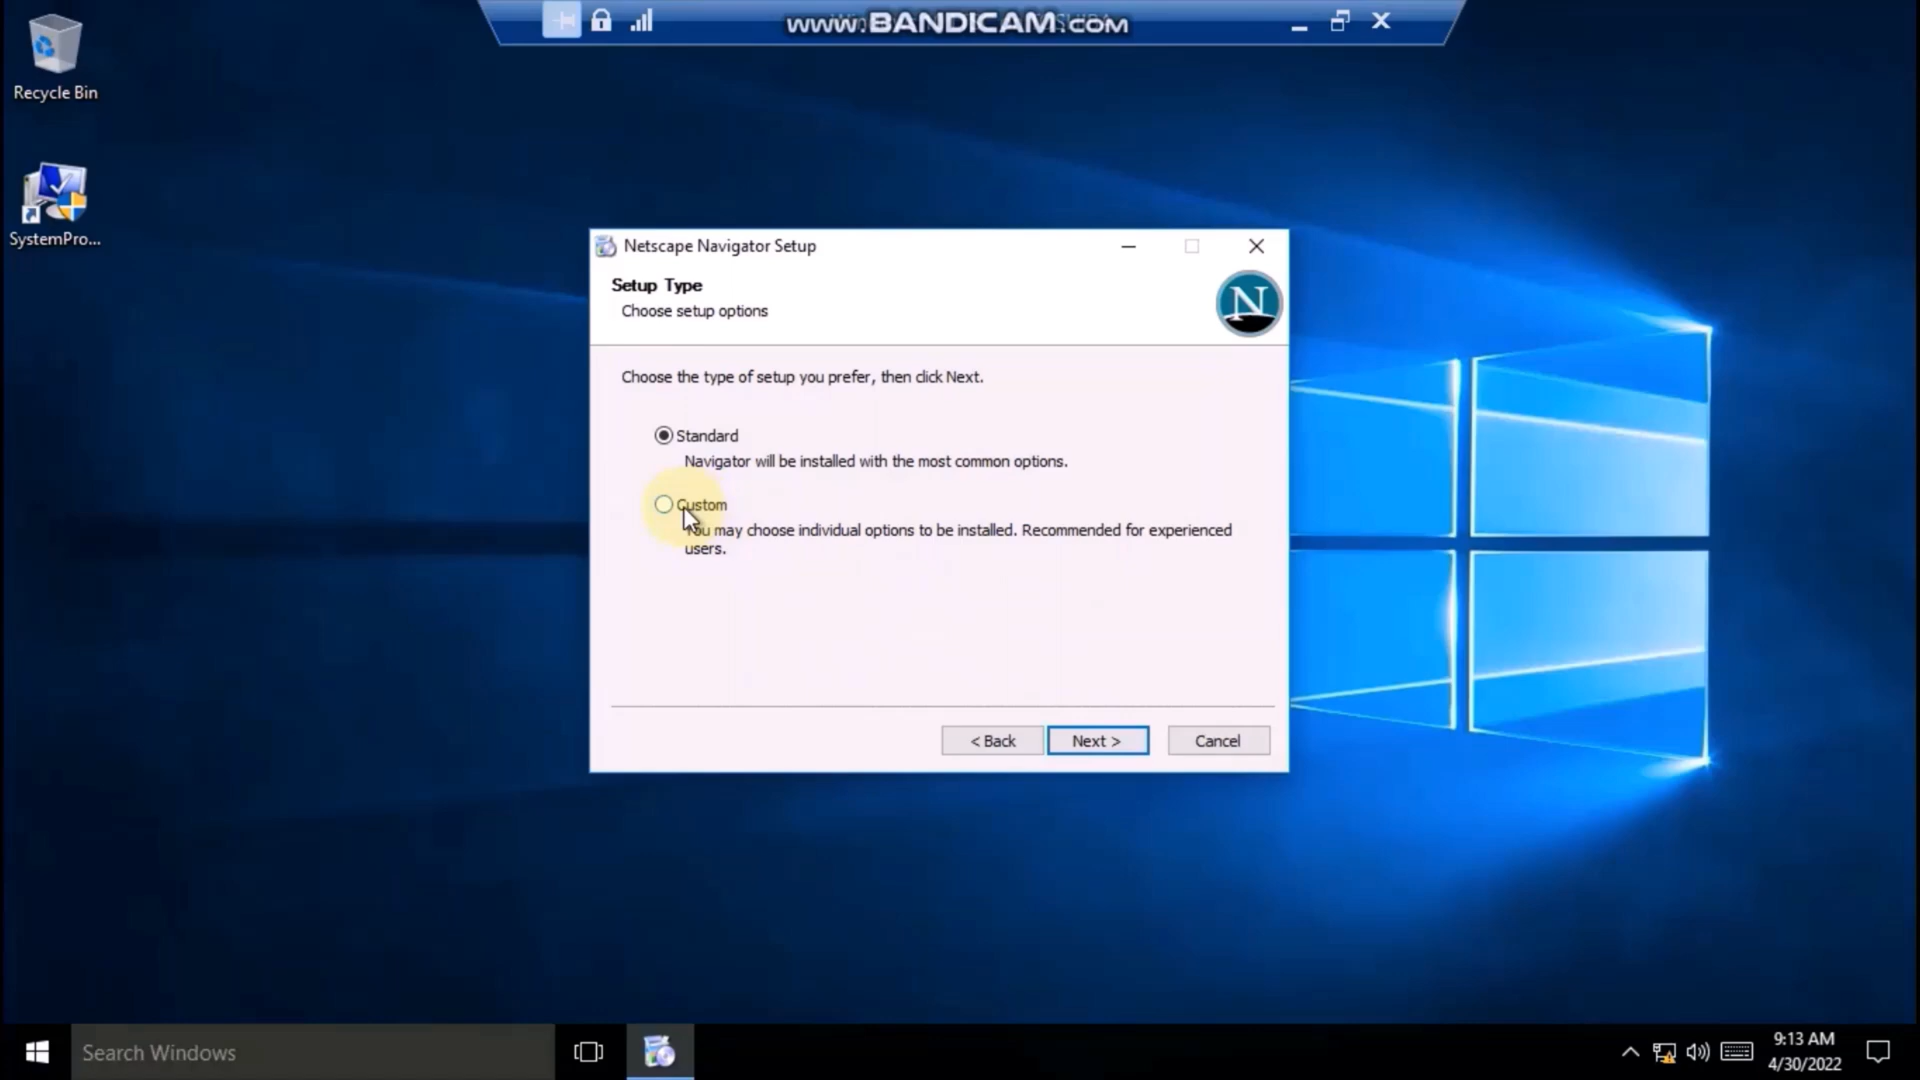 www.BANDICAM.com
Recycle Bin
SystemPro...
Netscape Navigator Setup
Setup Type
Choose setup options
N
Choose the type of setup you prefer, then click Next.
Standard
Navigator will be installed with the most common options.
Custom
You may choose individual options to be installed. Recommended for experienced
users.
< Back
Next >
Cancel
Search Windows
9:13 AM
4/30/2022